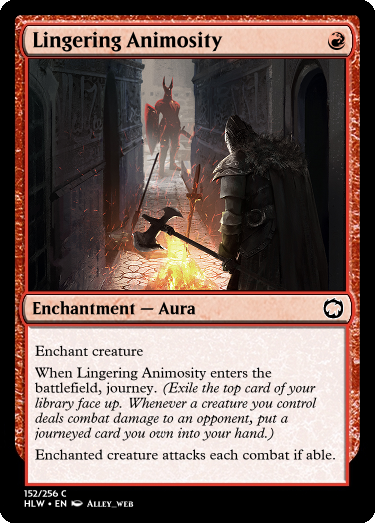 Lingering Animosity
Enchantment — Aura
Enchant creature
When Lingering Animosity enters the
battlefield, journey. (Exile the top card of your
library face up. Whenever a creature you control
deals combat damage to an opponent, put a
journeyed card you own into your hand.)
Enchanted creature attacks each combat if able.
152/256 C
HLW • EN Alley_web